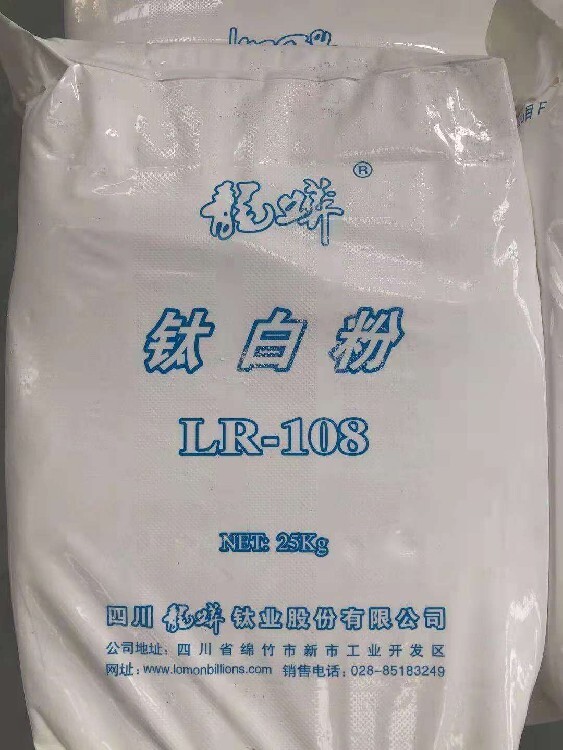 龍蟒®
钛白粉
LR-108
NET: 25Kg
四川龍蟒钛业股份有限公司
公司地址：四川省绵竹市新市工业开发区
网址：www.lomonbillions.com 销售电话：028-85183249